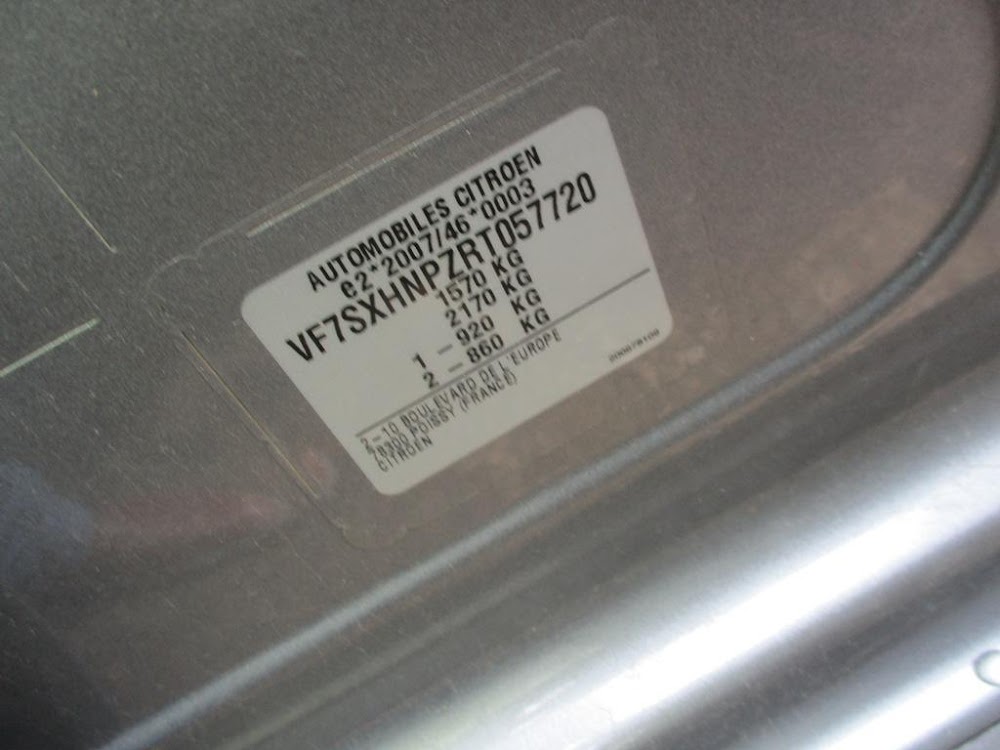 AUTOMOBILES CITROEN
e2*2007/46*0003
VF7SXHNPZRT057720
1570 KG
2170 KG
1 - 920 KG
2 - 860 KG
2-10 BOULEVARD DE L'EUROPE
78300 POISSY (FRANCE)
CITROEN